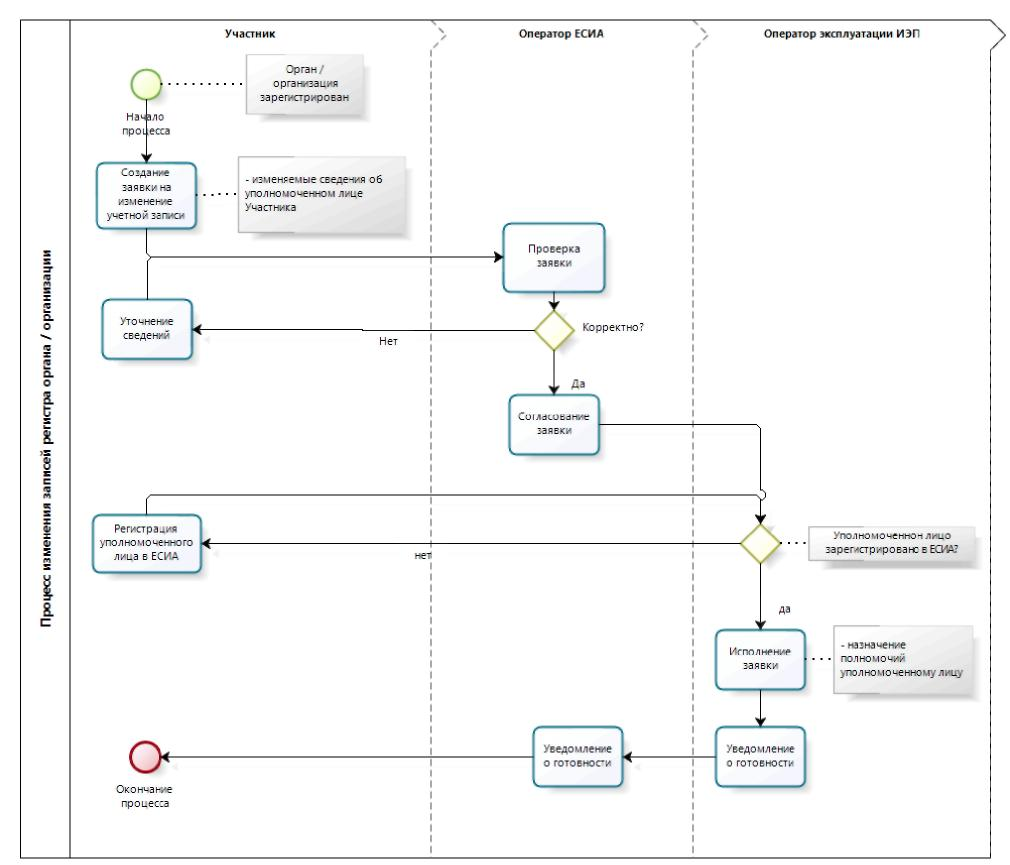 Участник
Оператор ЕСИА
Оператор эксплуатации ИЭП
Процесс изменения записей регистра органа / организации
Орган /
организация
зарегистрирован
Начало
процесса
Создание
заявки на
изменение
учетной записи
- изменяемые сведения об
уполномоченном лице
Участника
Проверка
заявки
Уточнение
сведений
Корректно?
Нет
Да
Согласование
заявки
Регистрация
уполномоченного
лица в ЕСИА
нет
Уполномоченнон лицо
зарегистрировано в ЕСИА?
да
Исполнение
заявки
- назначение
полномочий
уполномоченному лицу
Уведомление
о готовности
Уведомление
о готовности
Окончание
процесса